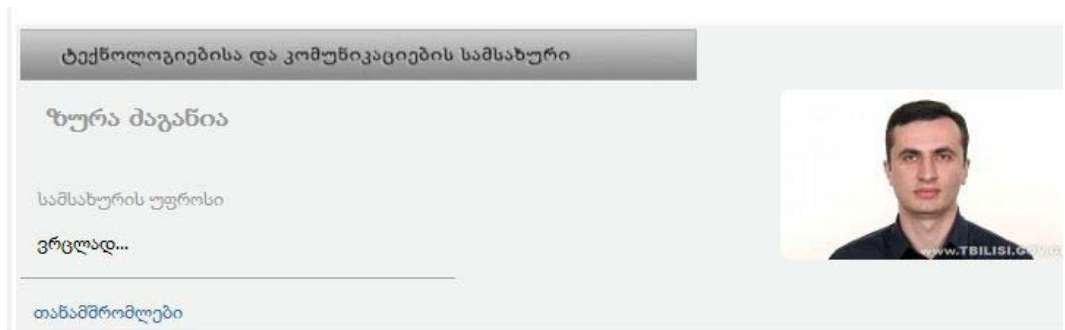 ტექნოლოგიებისა და კომუნიკაციების სამსახური
ზურა ძაგანია
სამსახურის უფროსი
ვრცლად...
www.TBILISI.GOV.GE
თანამშრომლები